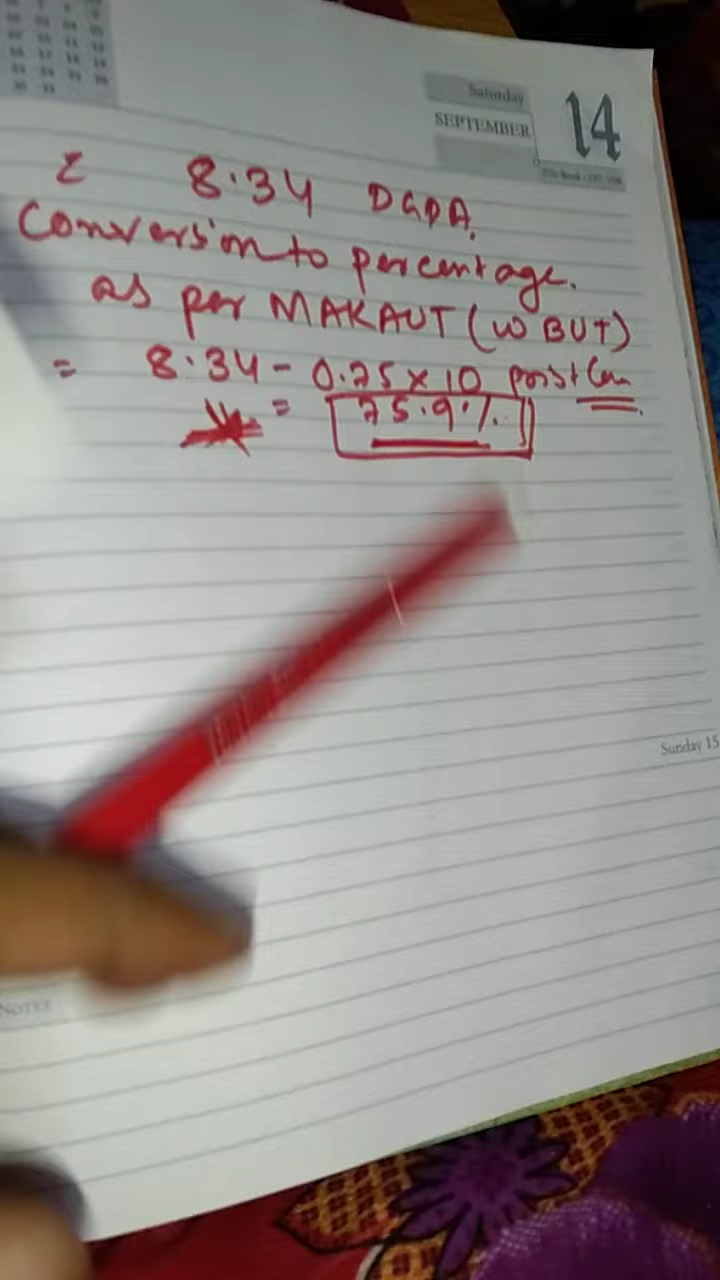 Saturday
SEPTEMBER
14
= 8.34 DGPA.
Conversion to percentage.
as per MAKAUT (WBUT)
= 8.34 - 0.75 × 10
= 75.9%.
Sunday 15
NOTES